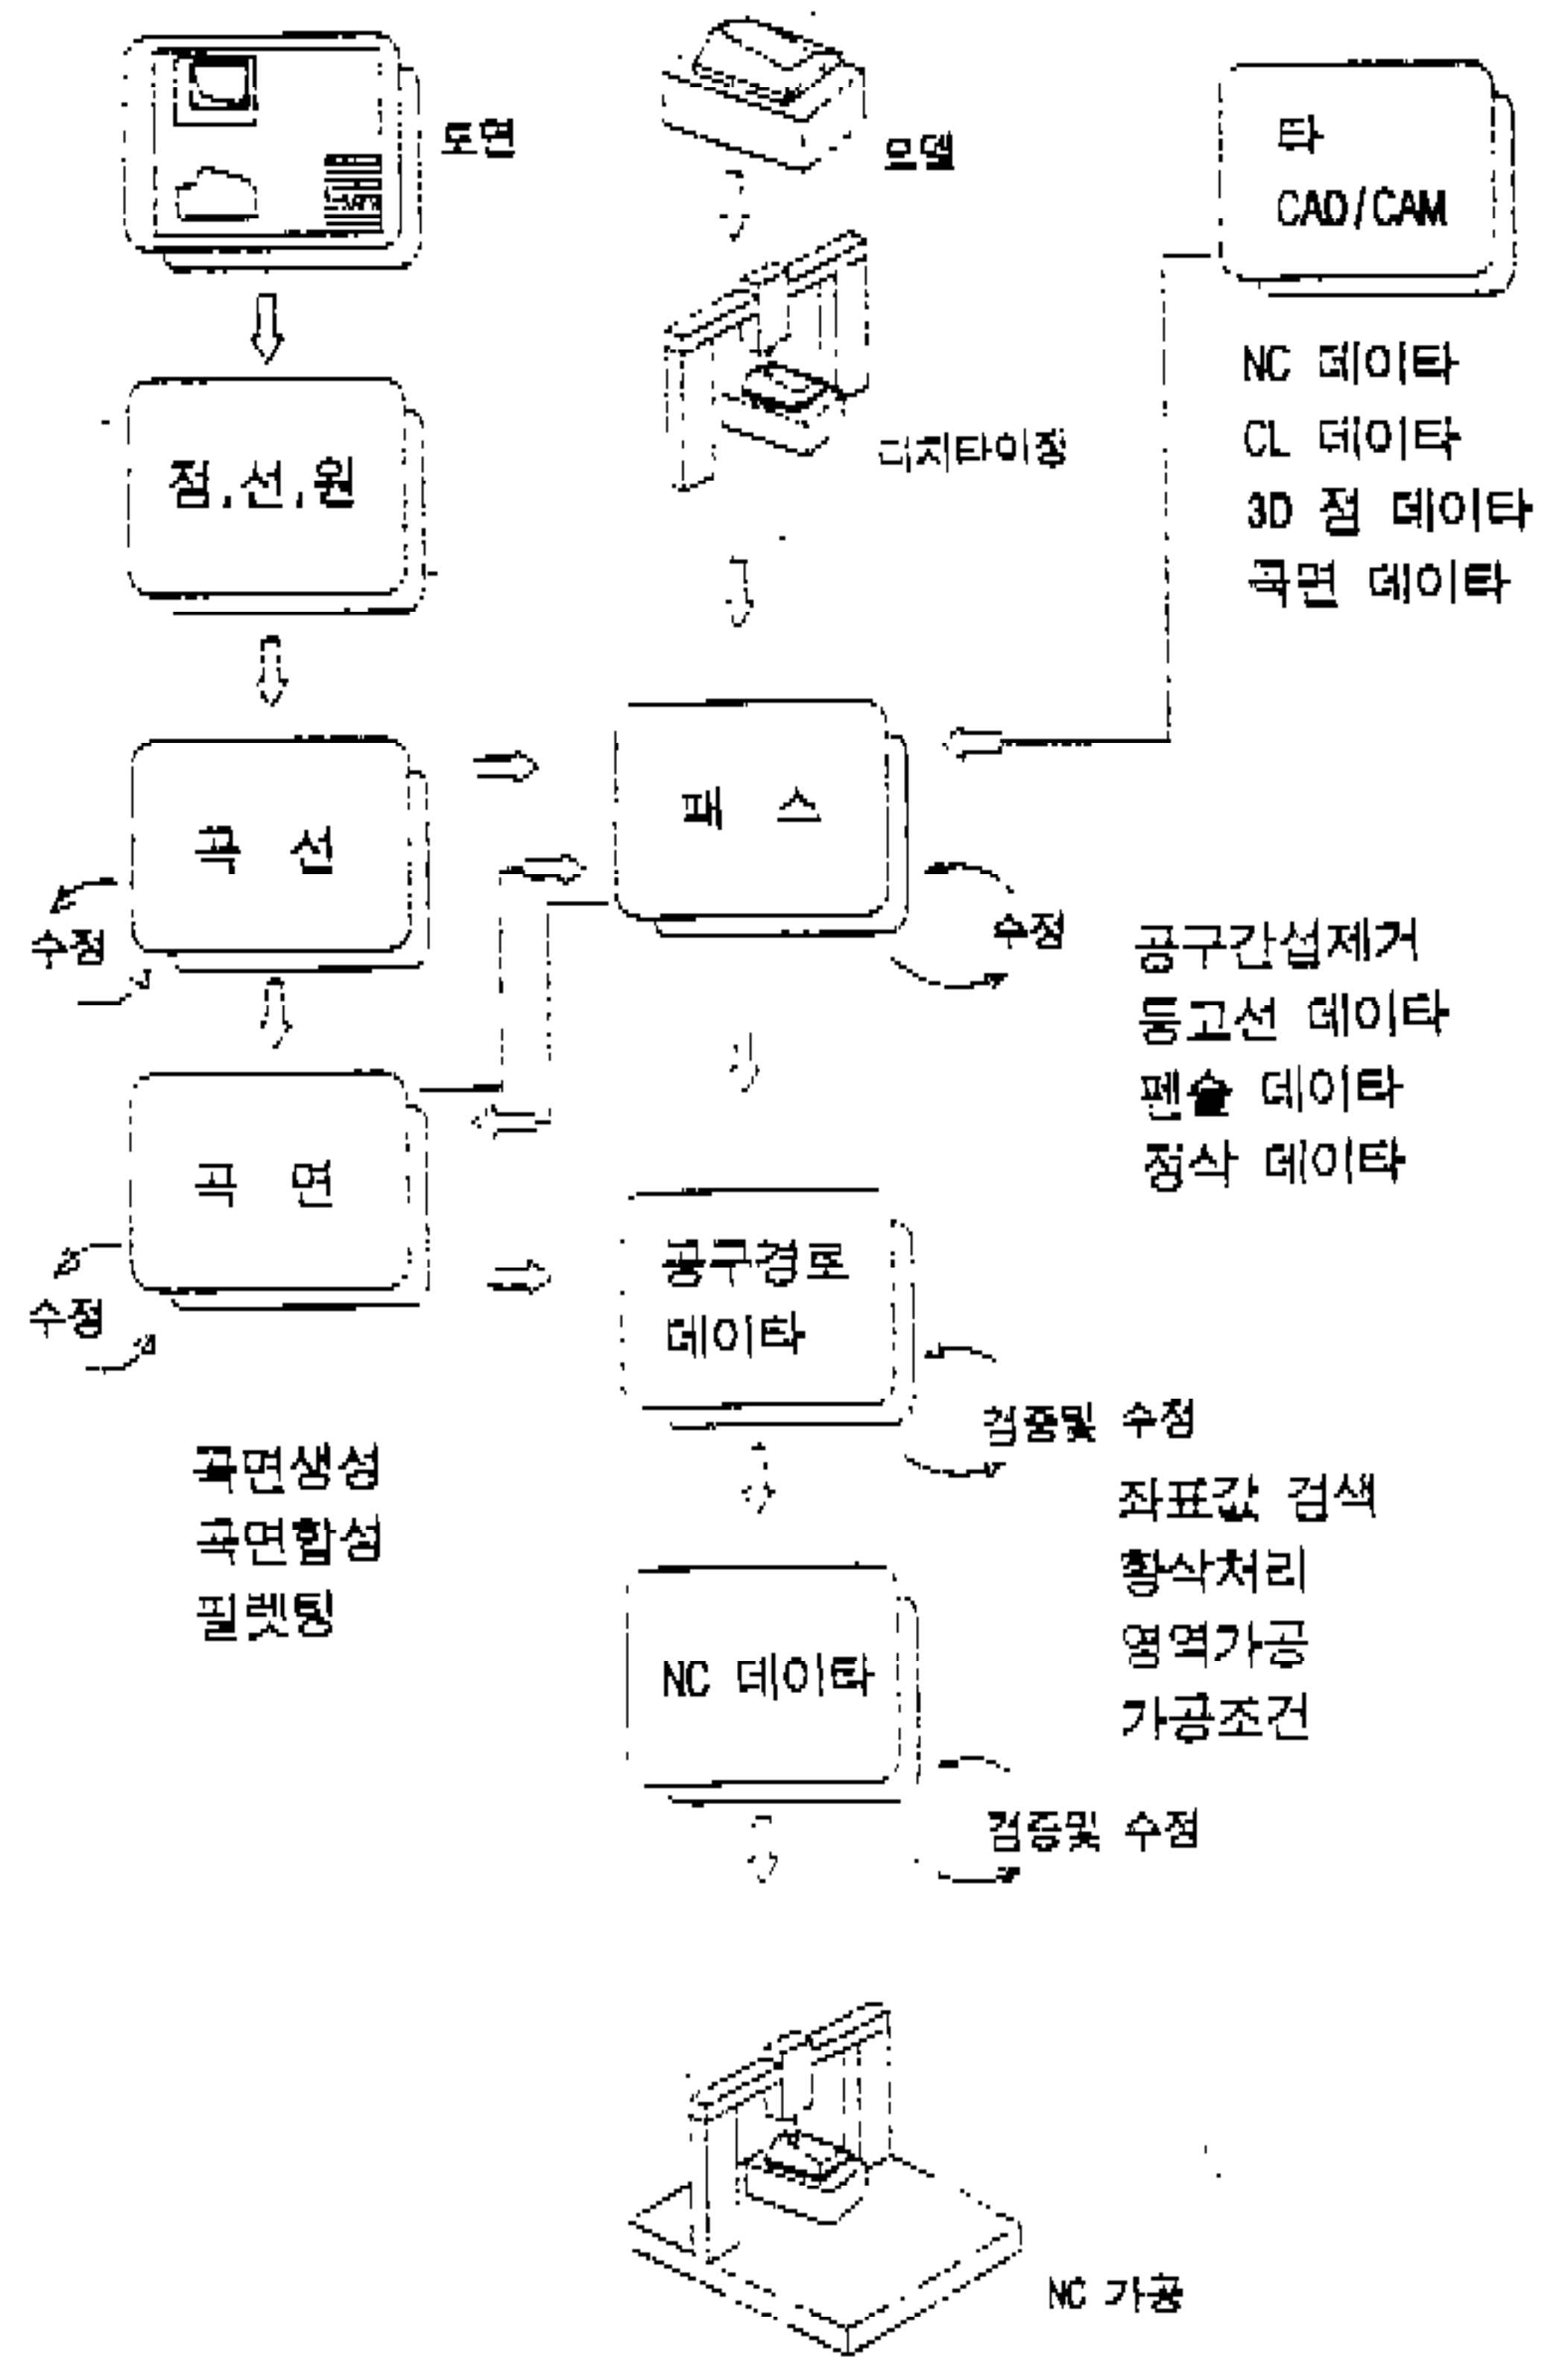 도면
모델
타
CAD/CAM
NC 데이타
CL 데이타
3D 점 데이타
곡면 데이타
디지타이징
점,선,원
곡 선
수정
패 스
수정
공구간섭제거
등고선 데이타
펜슬 데이타
정삭 데이타
곡 면
수정
공구경로
데이타
검증및 수정
곡면생성
곡면합성
필렛팅
좌표값 검색
황삭처리
영역가공
가공조건
NC 데이타
검증및 수정
NC 가공